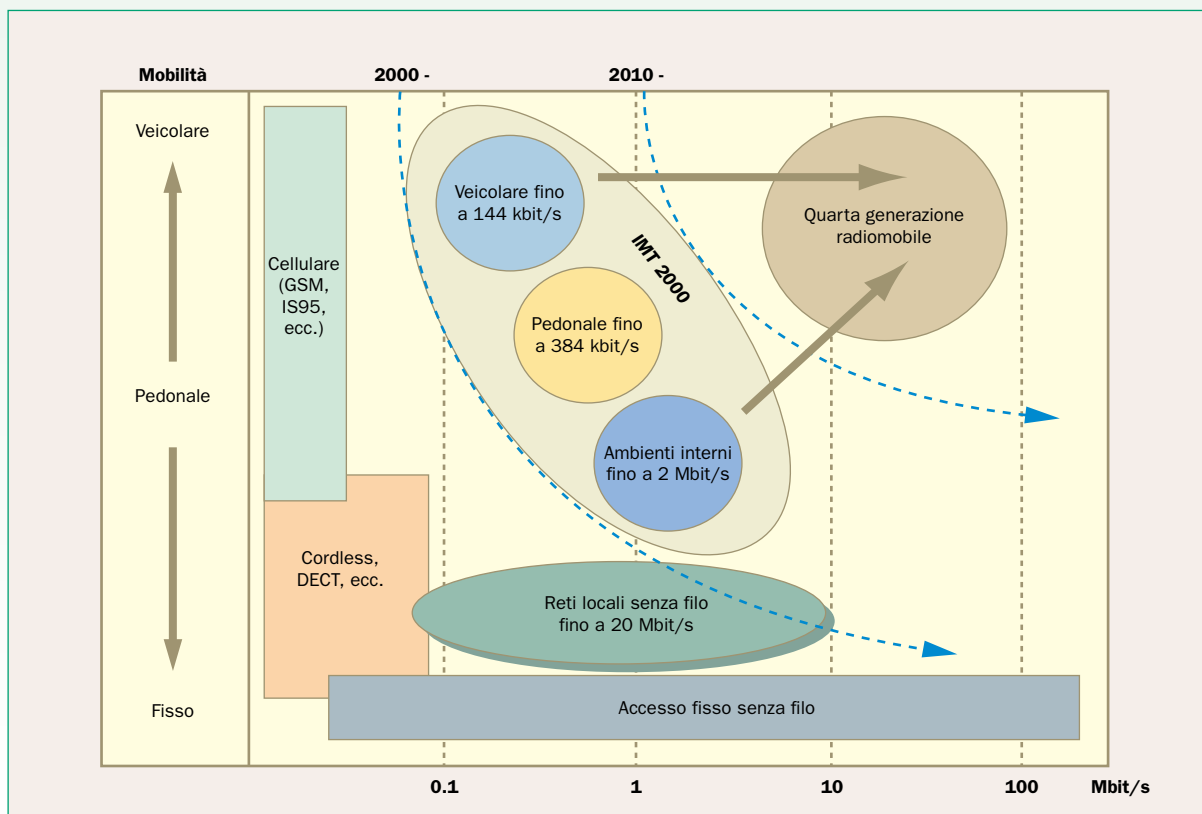 Mobilità
2000 -
2010 -
Veicolare
Pedonale
Fisso
Cellulare
(GSM,
IS95,
ecc.)
Cordless,
DECT, ecc.
Veicolare fino
a 144 kbit/s
IMT 2000
Pedonale fino
a 384 kbit/s
Ambienti interni
fino a 2 Mbit/s
Quarta generazione
radiomobile
Reti locali senza filo
fino a 20 Mbit/s
Accesso fisso senza filo
0.1
1
10
100
Mbit/s